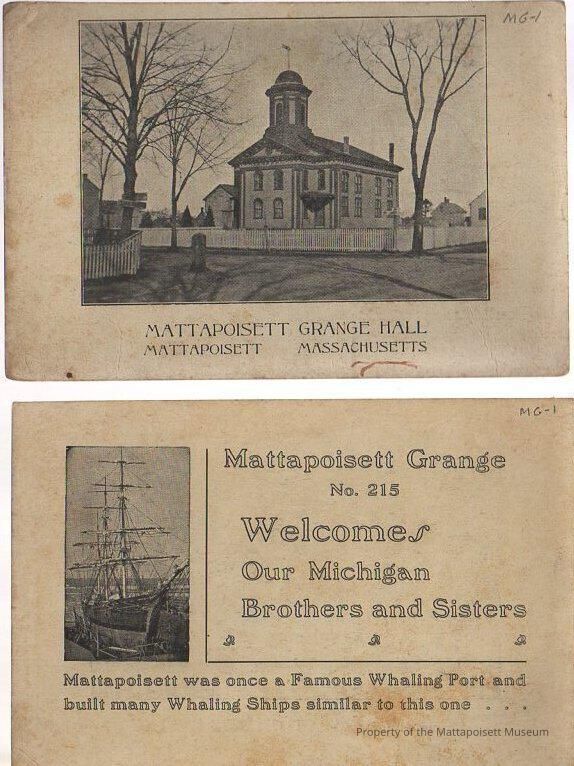 MG-1
MATTAPOISETT GRANGE HALL
MATTAPOISETT MASSACHUSETTS
MG-1
Mattapoisett Grange
No. 215
Welcomes
Our Michigan
Brothers and Sisters
Mattapoisett was once a Famous Whaling Port and
built many Whaling Ships similar to this one . . .
Property of the Mattapoisett Museum